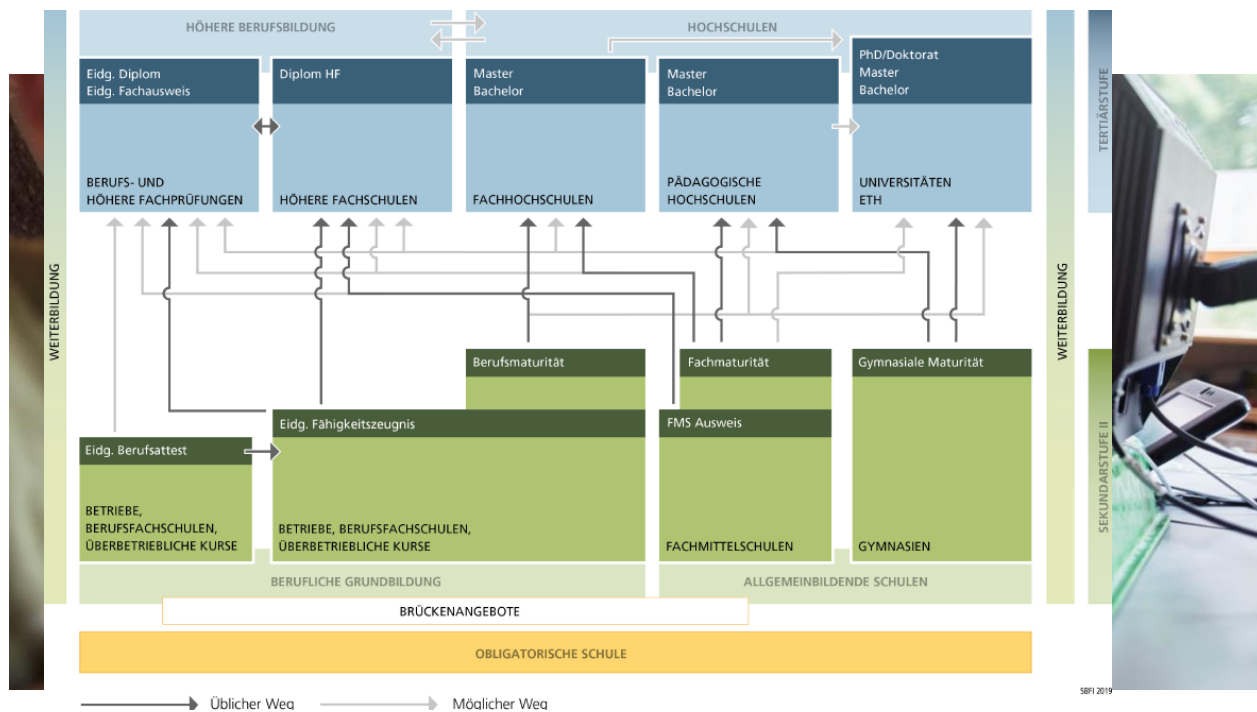 HÖHERE BERUFSBILDUNG
HOCHSCHULEN
Eidg. Diplom
Eidg. Fachausweis
Diplom HF
Master
Bachelor
Master
Bachelor
PhD/Doktorat
Master
Bachelor
BERUFS- UND
HÖHERE FACHPRÜFUNGEN
HÖHERE FACHSCHULEN
FACHHOCHSCHULEN
PÄDAGOGISCHE
HOCHSCHULEN
UNIVERSITÄTEN
ETH
WEITERBILDUNG
WEITERBILDUNG
TERTIÄRSTUFE
SEKUNDARSTUFE II
Berufsmaturität
Fachmaturität
Gymnasiale Maturität
Eidg. Fähigkeitszeugnis
FMS Ausweis
Eidg. Berufsattest
BETRIEBE,
BERUFSFACHSCHULEN,
ÜBERBETRIEBLICHE KURSE
BETRIEBE, BERUFSFACHSCHULEN,
ÜBERBETRIEBLICHE KURSE
FACHMITTELSCHULEN
GYMNASIEN
BERUFLICHE GRUNDBILDUNG
ALLGEMEINBILDENDE SCHULEN
BRÜCKENANGEBOTE
OBLIGATORISCHE SCHULE
Üblicher Weg
Möglicher Weg
SBFI 2019